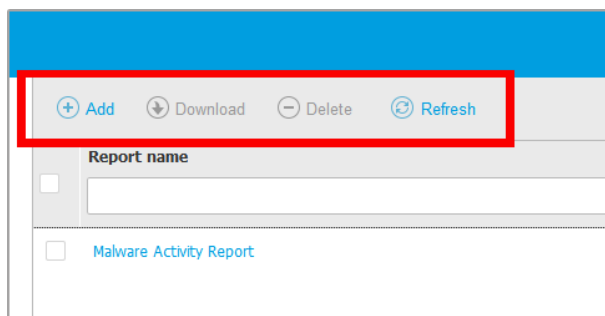 Add Download Delete Refresh
Report name
Malware Activity Report